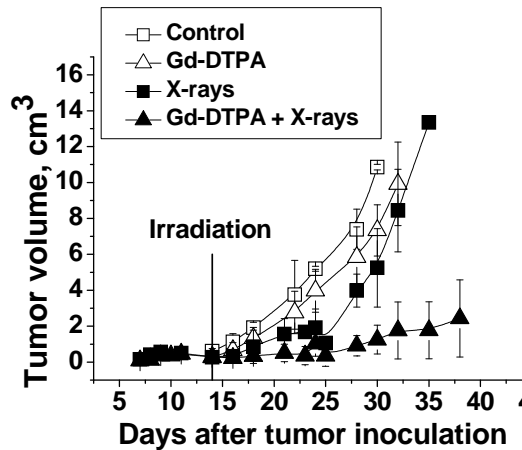 Control
Gd-DTPA
X-rays
Gd-DTPA + X-rays
Irradiation
Tumor volume, cm3
16
14
12
10
8
6
4
2
0
5 10 15 20 25 30 35 40
Days after tumor inoculation